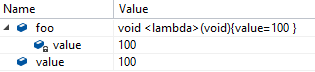 Name Value
foo void <lambda>(void){value=100 }
value 100
value 100